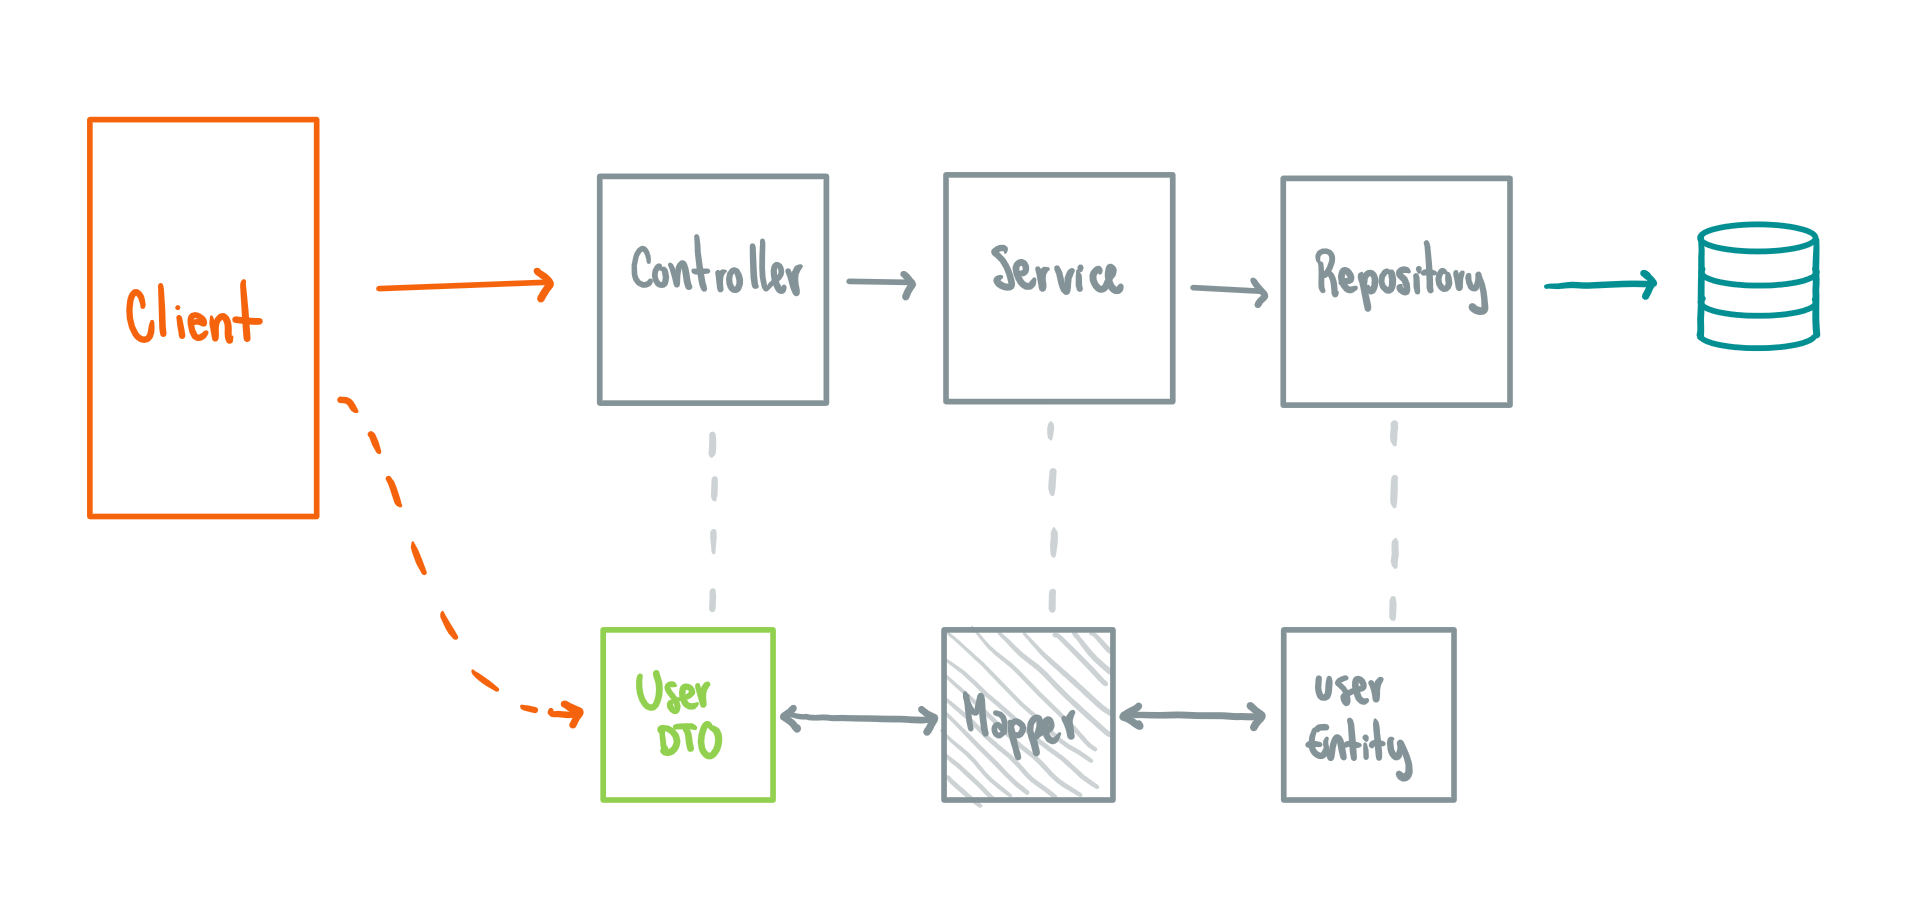 Client
Controller
Service
Repository
User
DTO
Mapper
user
Entity